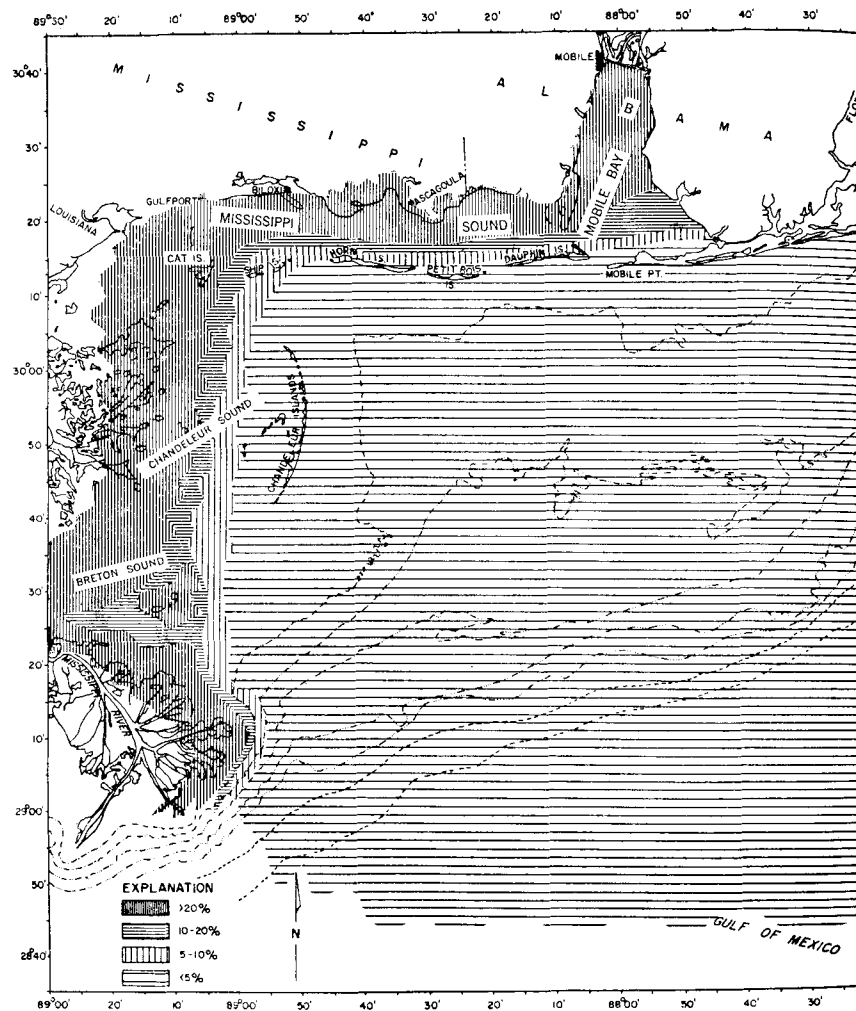 89°30' 20' 10' 89°00' 50' 40' 30' 20' 10' 88°00' 50' 40' 30'
30°40'
30'
20'
10'
30°00'
50'
40'
30'
20'
10'
29°00'
50'
28°40'
MISSISSIPPI
ALABAMA
MOBILE
MOBILE BAY
LOUISIANA
GULFPORT
BILOXI
PASCAGOULA
MISSISSIPPI SOUND
CAT IS.
SHIP IS.
HORN IS.
PETIT BOIS IS.
DAUPHIN IS.
MOBILE PT.
CHANDELEUR SOUND
CHANDELEUR ISLANDS
BRETON SOUND
MISSISSIPPI RIVER
EXPLANATION
>20%
10-20%
5-10%
<5%
N
GULF OF MEXICO
89°00' 20' 10' 89°00' 50' 40' 30' 20' 10' 88°00' 50' 40' 30'